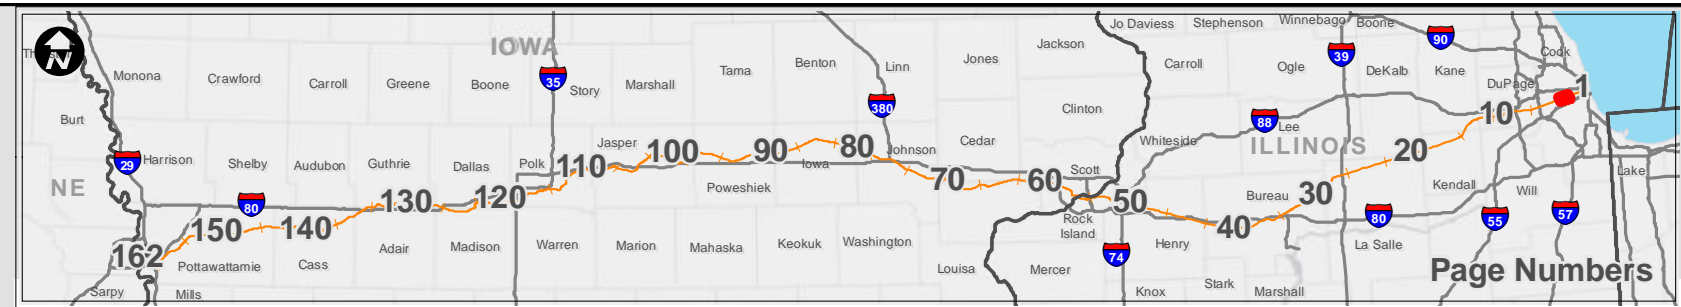 Jo Daviess Stephenson Winnebago Boone
IOWA
Jackson
90
Th
N
Cook
39
Jones
Linn
Benton
Tama
Ogle
DeKalb
Kane
Carroll
Monona
Crawford
Carroll
Greene
Boone
35
Story
Marshall
DuPage
1
380
Clinton
10
Burt
88
Lee
Whiteside
ILLINOIS
Cedar
Jasper
100
90
80
Johnson
20
29
Harrison
Shelby
Audubon
Guthrie
Dallas
Polk
110
Iowa
Scott
Lake
NE
Poweshiek
70
60
Kendall
Will
120
130
80
50
Bureau
30
Rock
Island
80
55
57
150
140
40
Henry
La Salle
162
Adair
Madison
Warren
Marion
Mahaska
Keokuk
Washington
74
Pottawattamie
Cass
Louisa
Mercer
Page Numbers
Sarpy
Mills
Knox
Stark
Marshall